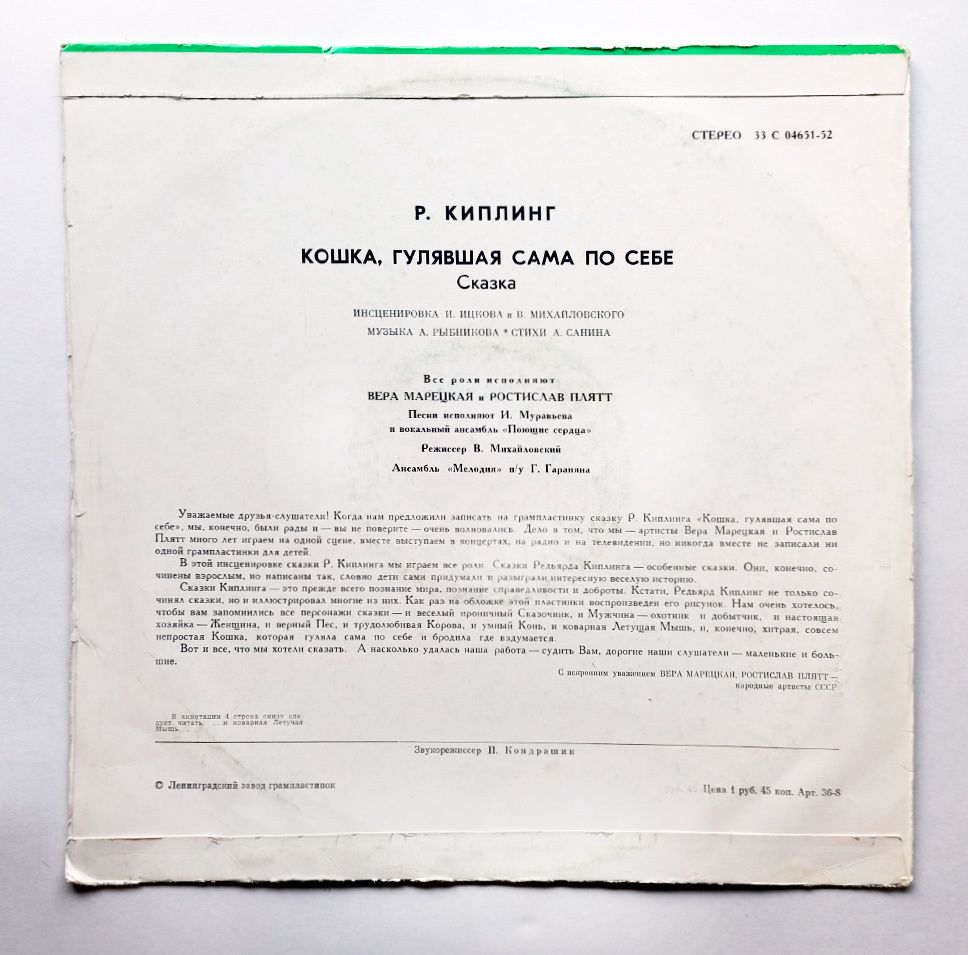 СТЕРЕО 33 С 04651-52
Р. КИПЛИНГ
КОШКА, ГУЛЯВШАЯ САМА ПО СЕБЕ
Сказка
ИНСЦЕНИРОВКА И. ИЦКОВА и В. МИХАЙЛОВСКОГО
МУЗЫКА А. РЫБНИКОВА * СТИХИ А. САНИНА
Все роли исполняют
ВЕРА МАРЕЦКАЯ и РОСТИСЛАВ ПЛЯТТ
Песни исполняют И. Муравьева
и вокальный ансамбль «Поющие сердца»
Режиссер В. Михайловский
Ансамбль «Мелодия» п/у Г. Гараняна
Уважаемые друзья-слушатели! Когда нам предложили записать на грампластинку сказку Р. Киплинга «Кошка, гулявшая сама по
себе», мы, конечно, были рады и — вы не поверите — очень волновались. Дело в том, что мы — артисты Вера Марецкая и Ростислав
Плятт много лет играем на одной сцене, вместе выступаем в концертах, на радио и на телевидении, но никогда вместе не записали ни
одной грампластинки для детей.
В этой инсценировке сказки Р. Киплинга мы играем все роли. Сказки Редьярда Киплинга — особенные сказки. Они, конечно, со-
чинены взрослым, но написаны так, словно дети сами придумали и разыграли интересную веселую историю.
Сказки Киплинга — это прежде всего познание мира, познание справедливости и доброты. Кстати, Редьярд Киплинг не только со-
чинял сказки, но и иллюстрировал многие из них. Как раз на обложке этой пластинки воспроизведен его рисунок. Нам очень хотелось,
чтобы вам запомнились все персонажи сказки — и веселый ироничный Сказочник, и Мужчина — охотник и добытчик, и настоящая
хозяйка — Женщина, и верный Пес, и трудолюбивая Корова, и умный Конь, и коварная Летущая Мышь, и, конечно, хитрая, совсем
непростая Кошка, которая гуляла сама по себе и бродила где вздумается.
Вот и все, что мы хотели сказать. А насколько удалась наша работа — судить Вам, дорогие наши слушатели — маленькие и боль-
шие.
С искренним уважением ВЕРА МАРЕЦКАЯ, РОСТИСЛАВ ПЛЯТТ —
народные артисты СССР
В аннотации 4 строка снизу сле-
дует читать: ...и коварная Летучая
Мышь...
Звукорежиссер П. Кондрашин
© Ленинградский завод грампластинок
Цена 1 руб. 45 коп. Арт. 36-8